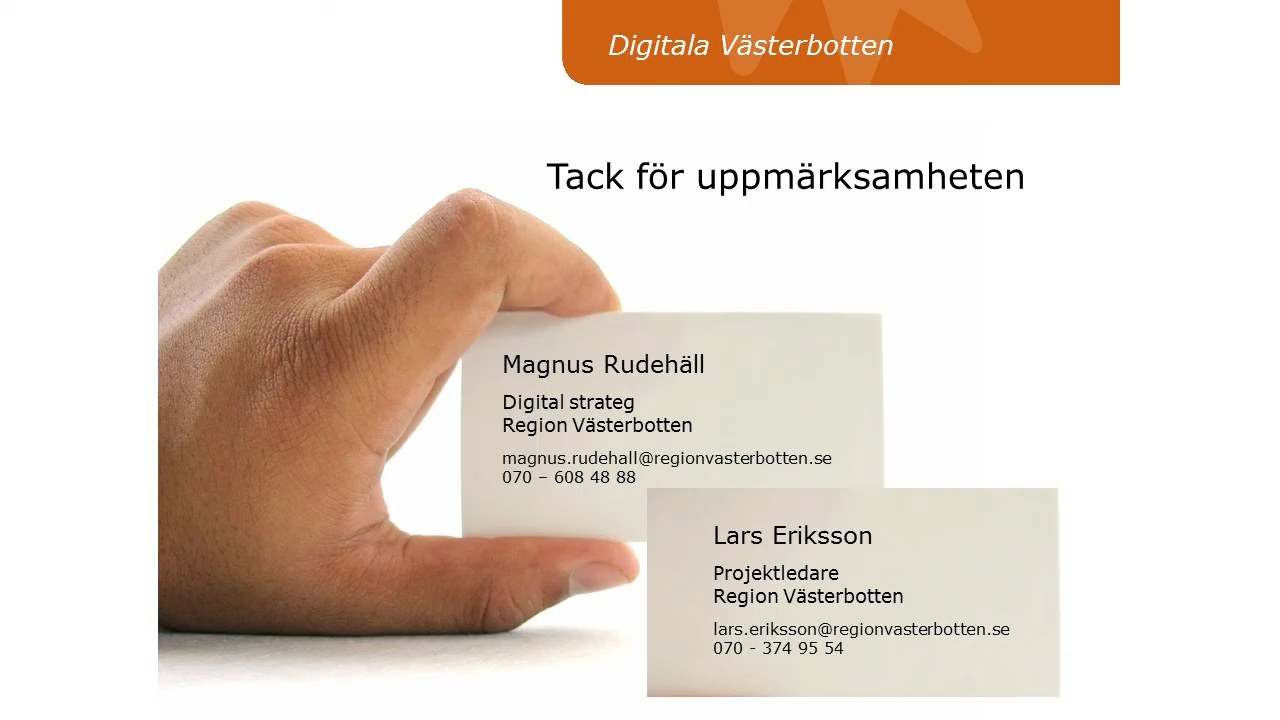 Digitala Västerbotten
Tack för uppmärksamheten
Magnus Rudehäll
Digital strateg
Region Västerbotten
magnus.rudehall@regionvasterbotten.se
070 – 608 48 88
Lars Eriksson
Projektledare
Region Västerbotten
lars.eriksson@regionvasterbotten.se
070 - 374 95 54